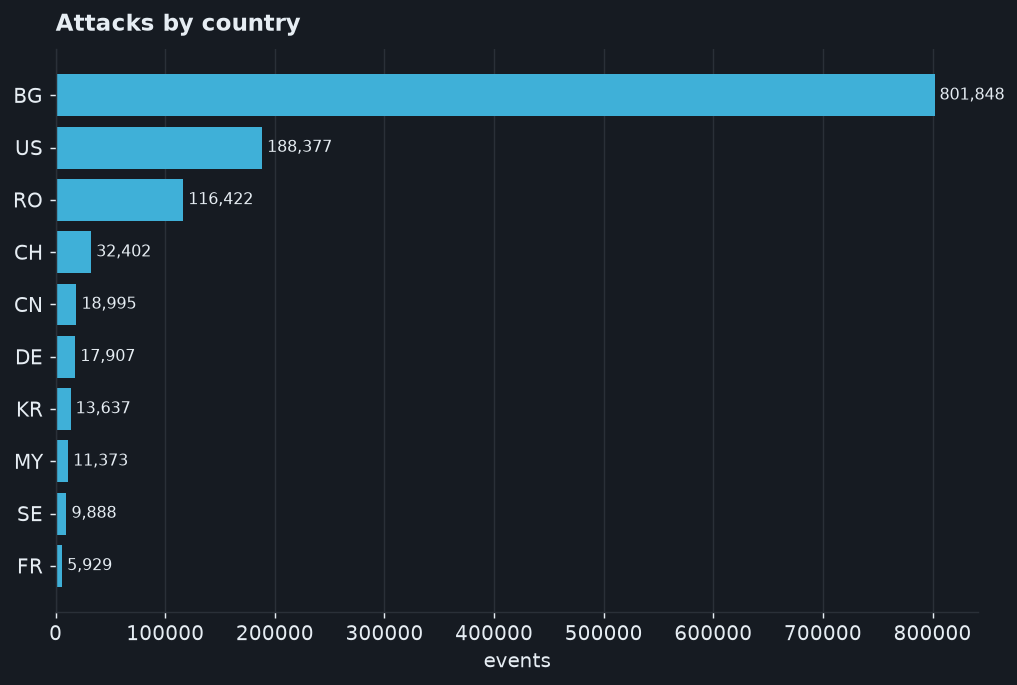 Attacks by country
BG 801,848
US 188,377
RO 116,422
CH 32,402
CN 18,995
DE 17,907
KR 13,637
MY 11,373
SE 9,888
FR 5,929
0 100000 200000 300000 400000 500000 600000 700000 800000
events